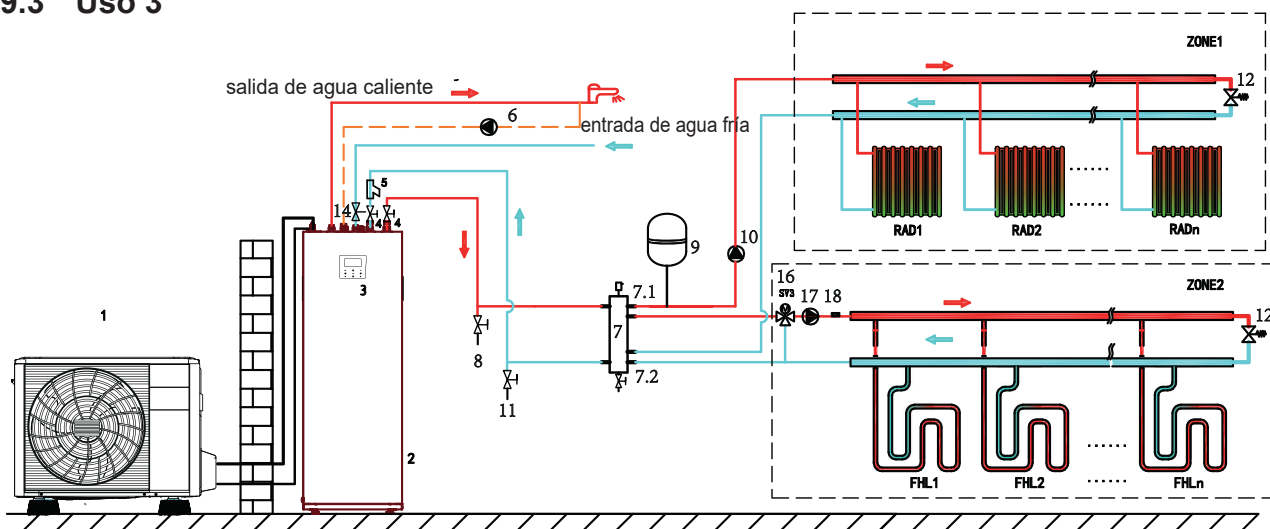 9.3 Uso 3
ZONE1
salida de agua caliente
12
6
entrada de agua fría
5
14
4
4
RAD1
RAD2
RADn
3
9
10
16
SV3
17
18
ZONE2
7.1
12
1
7
8
7.2
11
2
FHL1
FHL2
FHLn